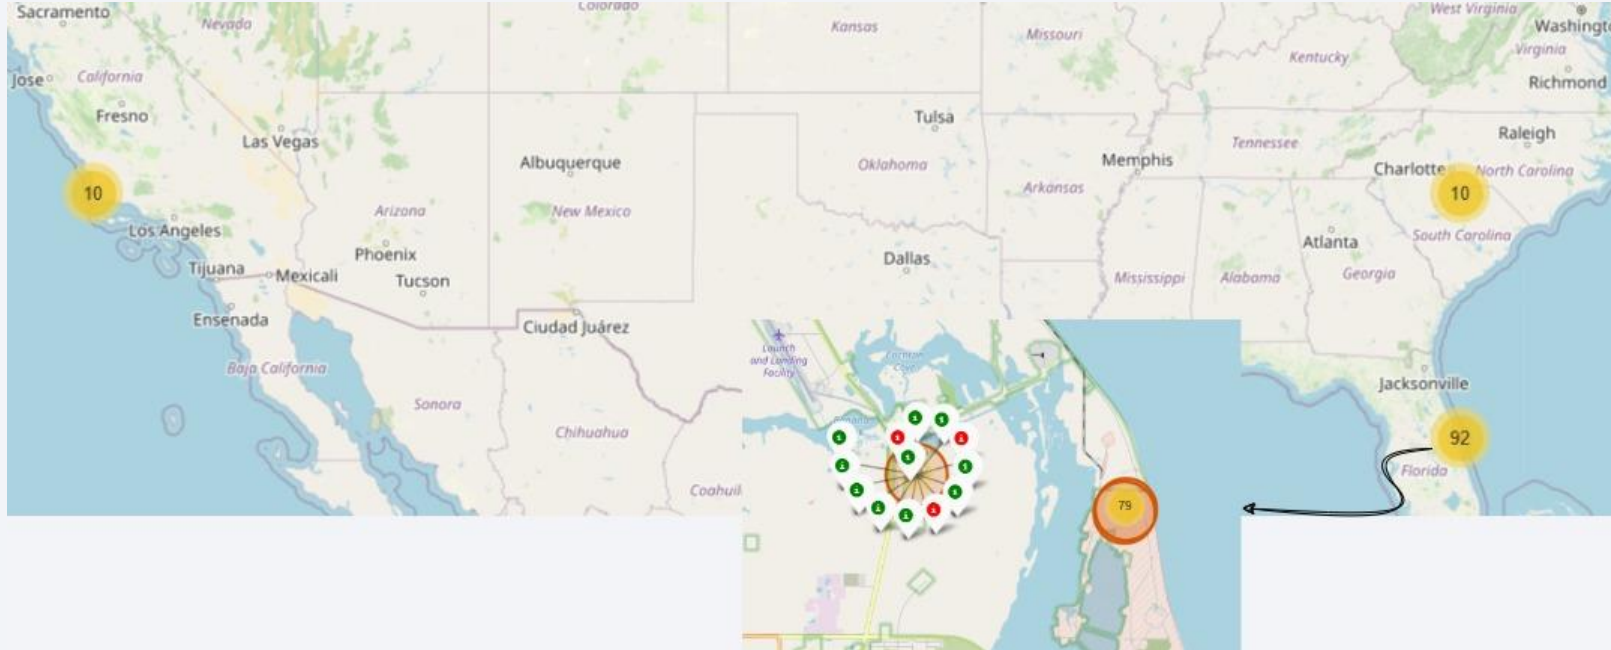 Sacramento
Nevada
Colorado
Kansas
Missouri
West Virginia
Washingt
Kentucky
Virginia
Jose
California
Richmond
Fresno
Las Vegas
Tulsa
Raleigh
Albuquerque
Oklahoma
Memphis
Tennessee
Charlotte
North Carolina
10
Arizona
New Mexico
Arkansas
10
Los Angeles
South Carolina
Atlanta
Phoenix
Dallas
Tijuana
Mexicali
Tucson
Mississippi
Alabama
Georgia
Ensenada
Ciudad Juárez
Launch
and Landing
Facility
Baja California
Jacksonville
Sonora
Chihuahua
92
Florida
Coahuil
79